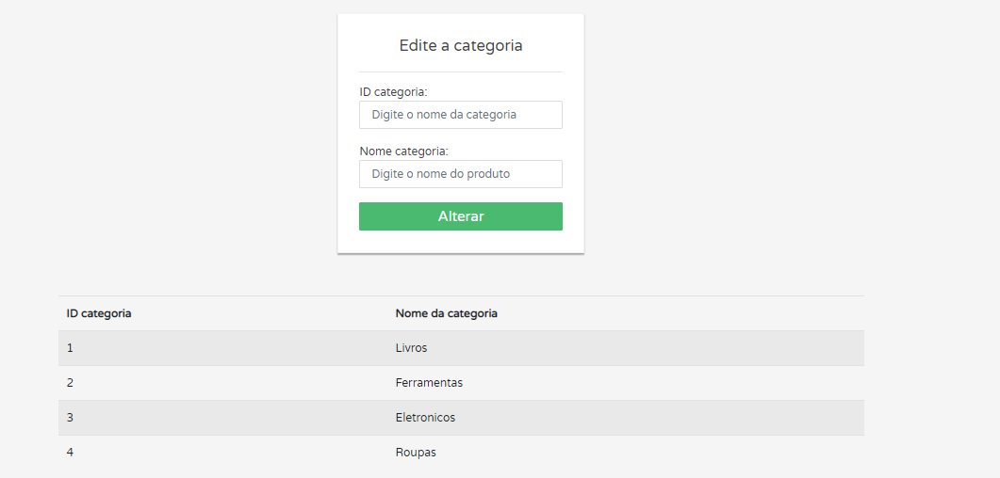 Edite a categoria
ID categoria:
Digite o nome da categoria
Nome categoria:
Digite o nome do produto
Alterar
ID categoria Nome da categoria
1 Livros
2 Ferramentas
3 Eletronicos
4 Roupas